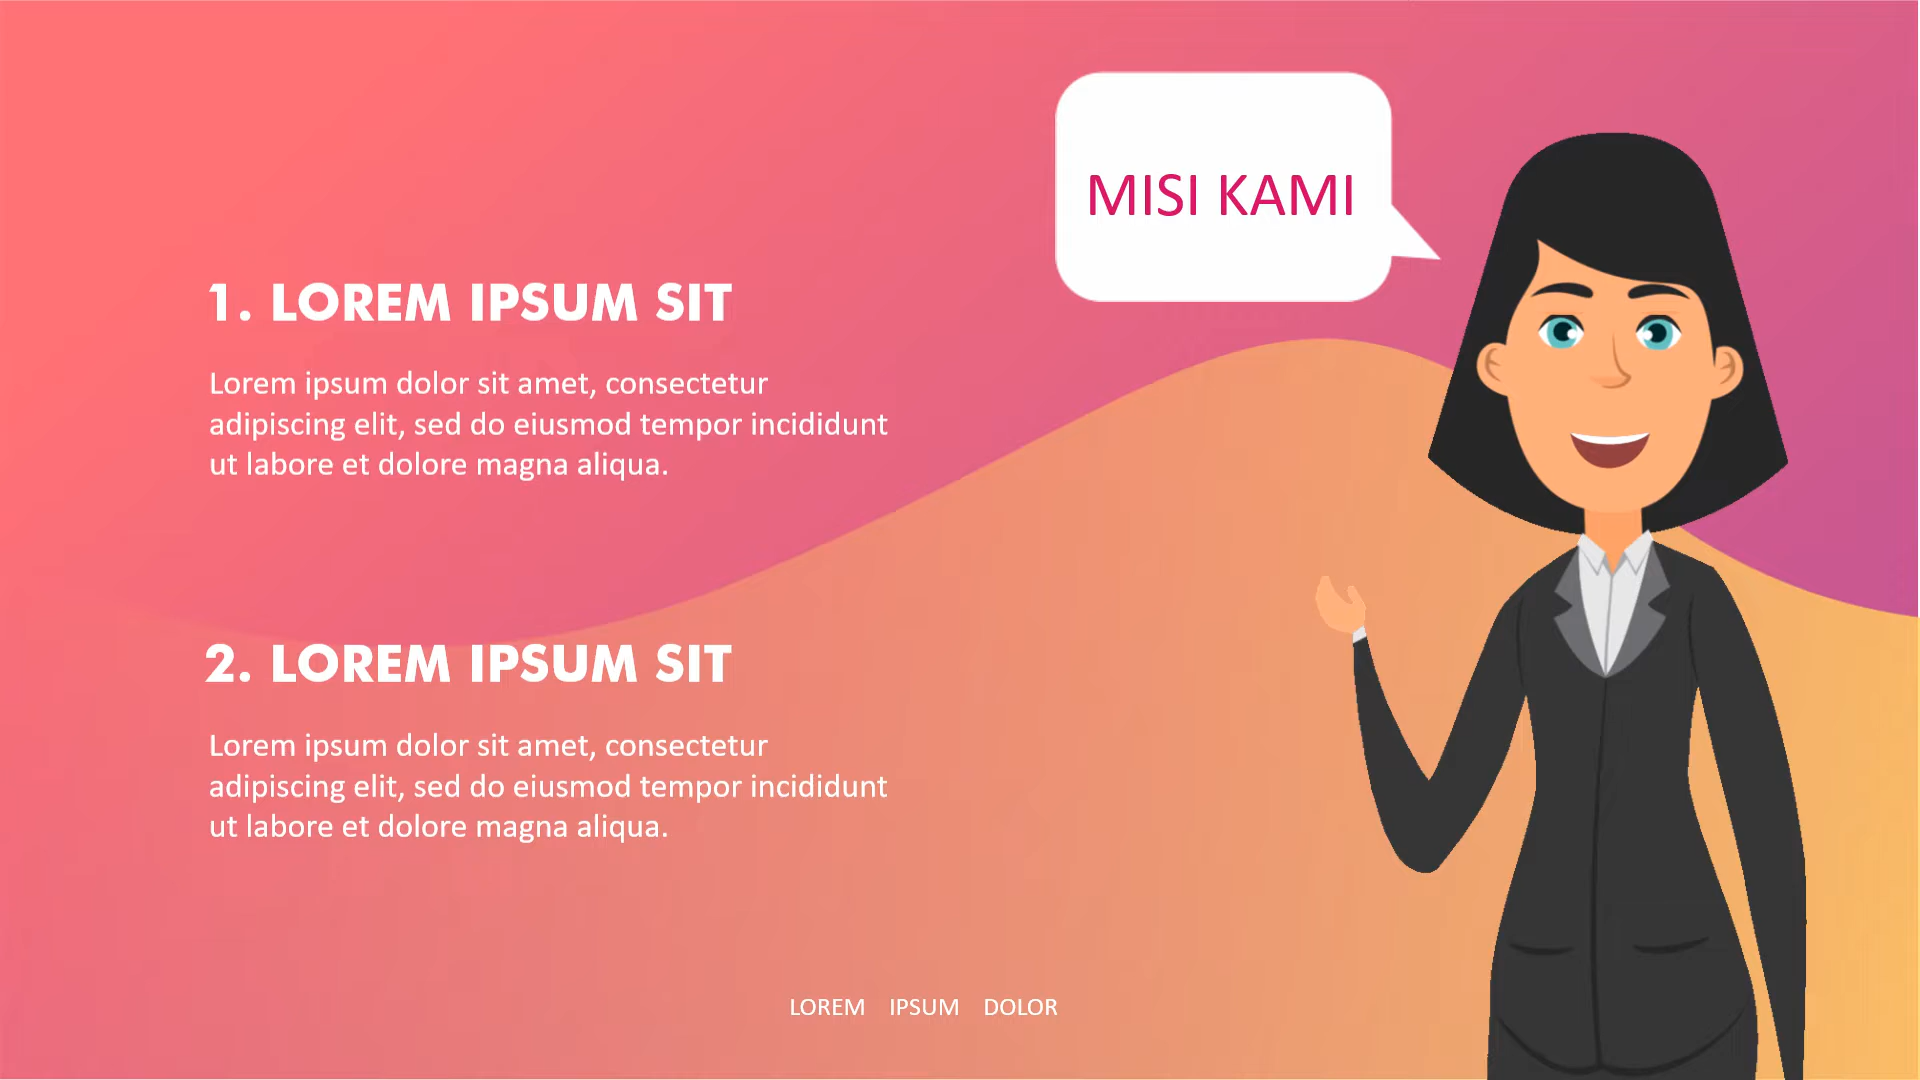 MISI KAMI
1. LOREM IPSUM SIT
Lorem ipsum dolor sit amet, consectetur
adipiscing elit, sed do eiusmod tempor incididunt
ut labore et dolore magna aliqua.
2. LOREM IPSUM SIT
Lorem ipsum dolor sit amet, consectetur
adipiscing elit, sed do eiusmod tempor incididunt
ut labore et dolore magna aliqua.
LOREM IPSUM DOLOR